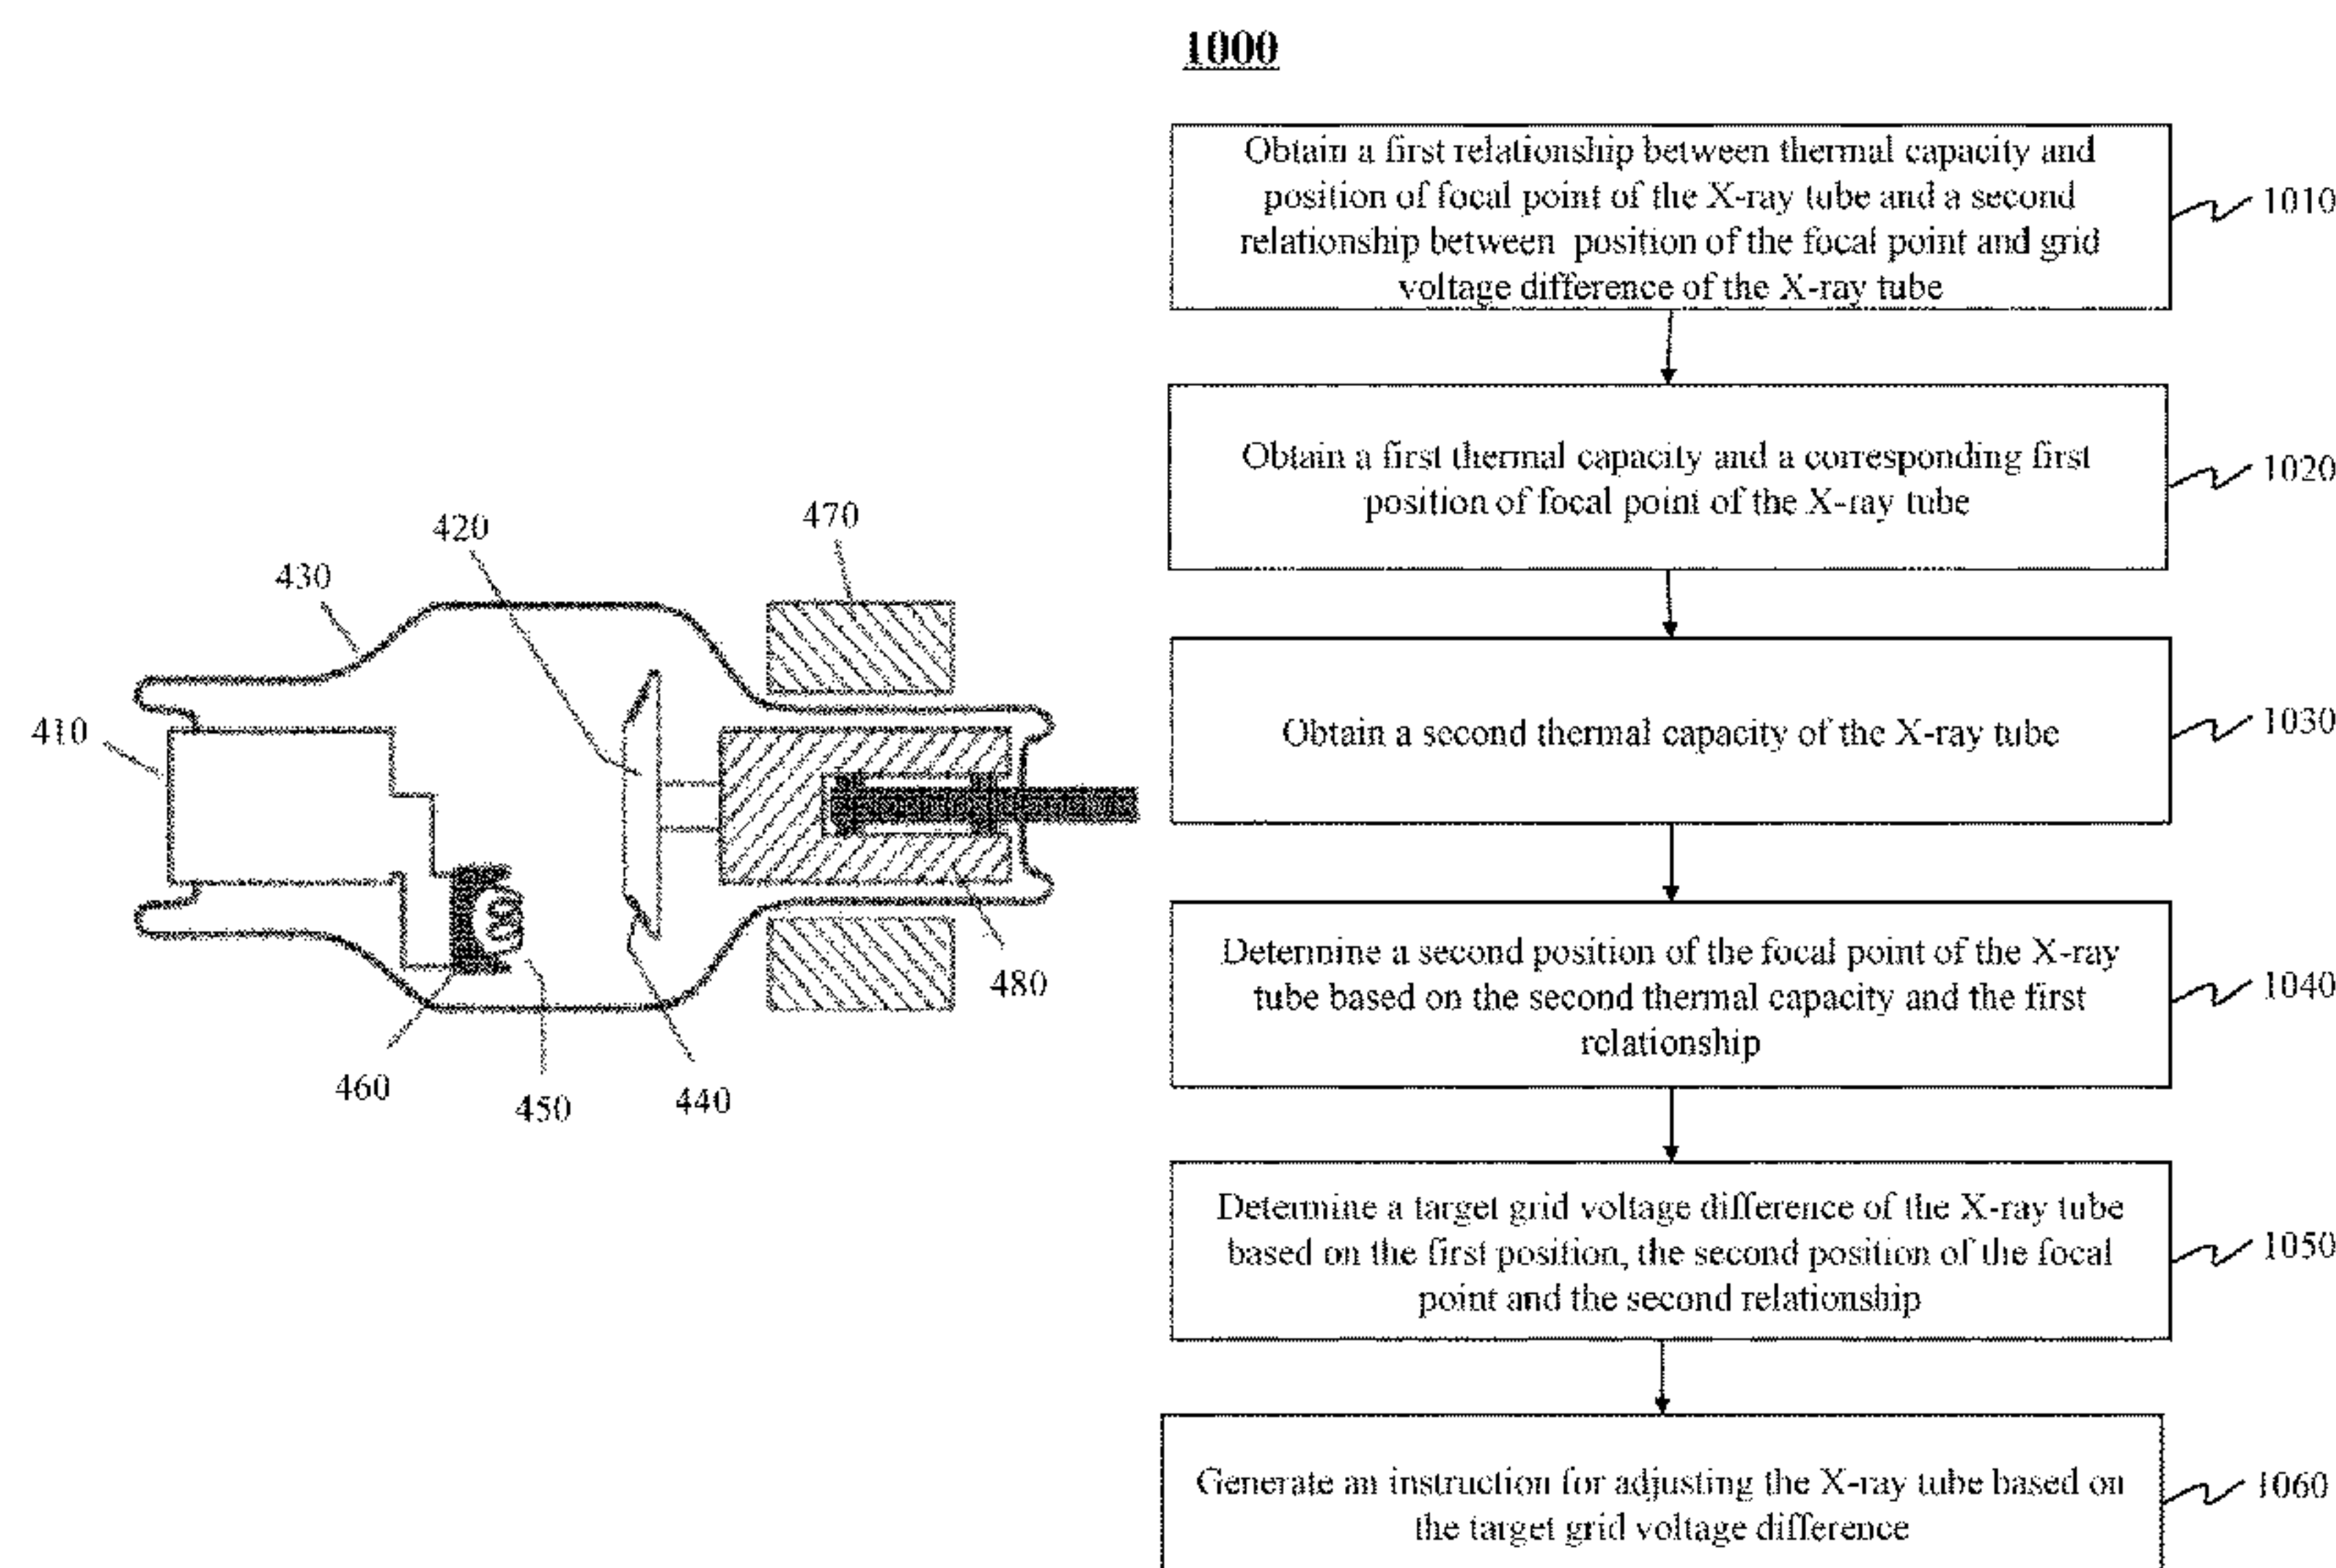 1000
Obtain a first relationship between thermal capacity and
position of focal point of the X-ray tube and a second
relationship between position of the focal point and grid
voltage difference of the X-ray tube
1010
Obtain a first thermal capacity and a corresponding first
position of focal point of the X-ray tube
1020
Obtain a second thermal capacity of the X-ray tube
1030
Determine a second position of the focal point of the X-ray
tube based on the second thermal capacity and the first
relationship
1040
Determine a target grid voltage difference of the X-ray tube
based on the first position, the second position of the focal
point and the second relationship
1050
Generate an instruction for adjusting the X-ray tube based on
the target grid voltage difference
1060
470
420
430
410
480
460
450
440